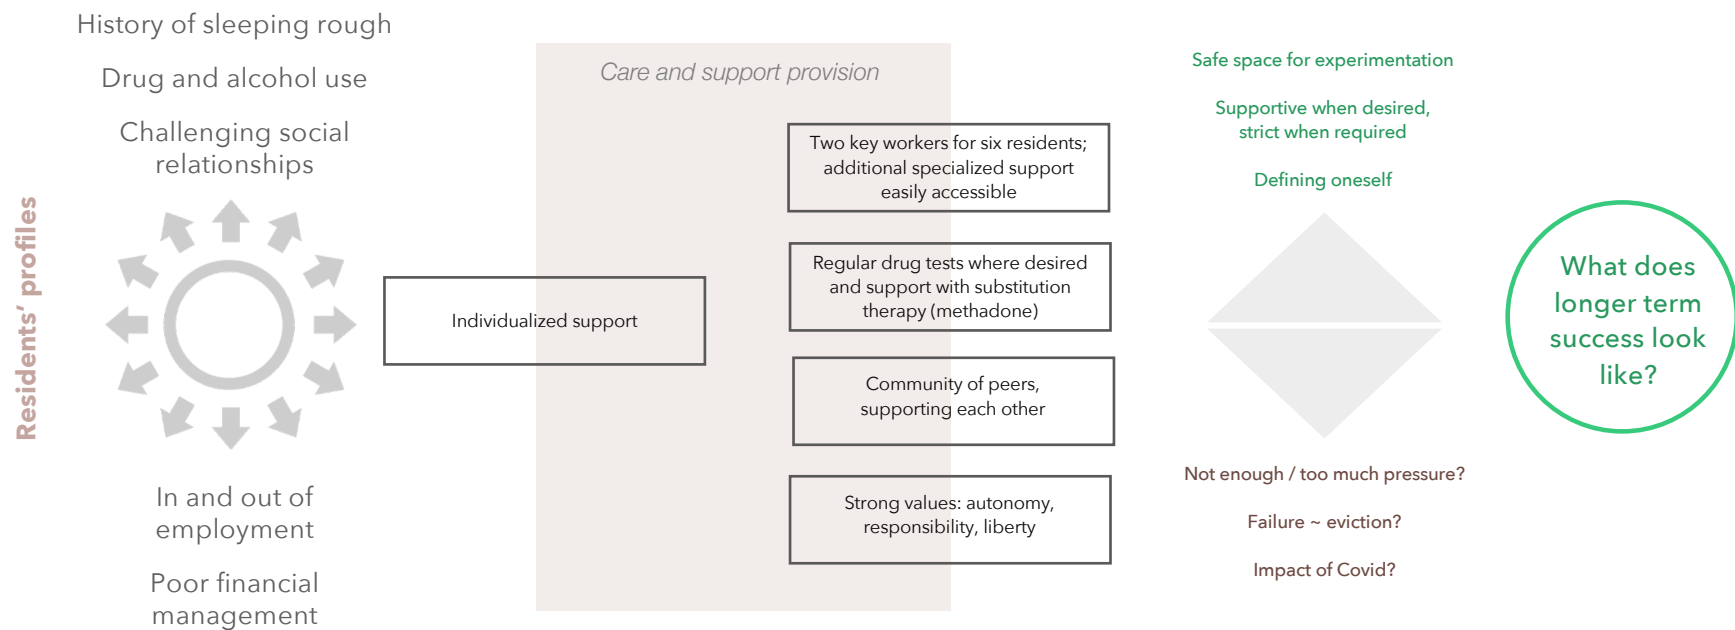 Residents’ profiles
History of sleeping rough
Drug and alcohol use
Challenging social
relationships
In and out of
employment
Poor financial
management
Care and support provision
Individualized support
Two key workers for six residents;
additional specialized support
easily accessible
Regular drug tests where desired
and support with substitution
therapy (methadone)
Community of peers,
supporting each other
Strong values: autonomy,
responsibility, liberty
Safe space for experimentation
Supportive when desired,
strict when required
Defining oneself
Not enough / too much pressure?
Failure ~ eviction?
Impact of Covid?
What does
longer term
success look
like?